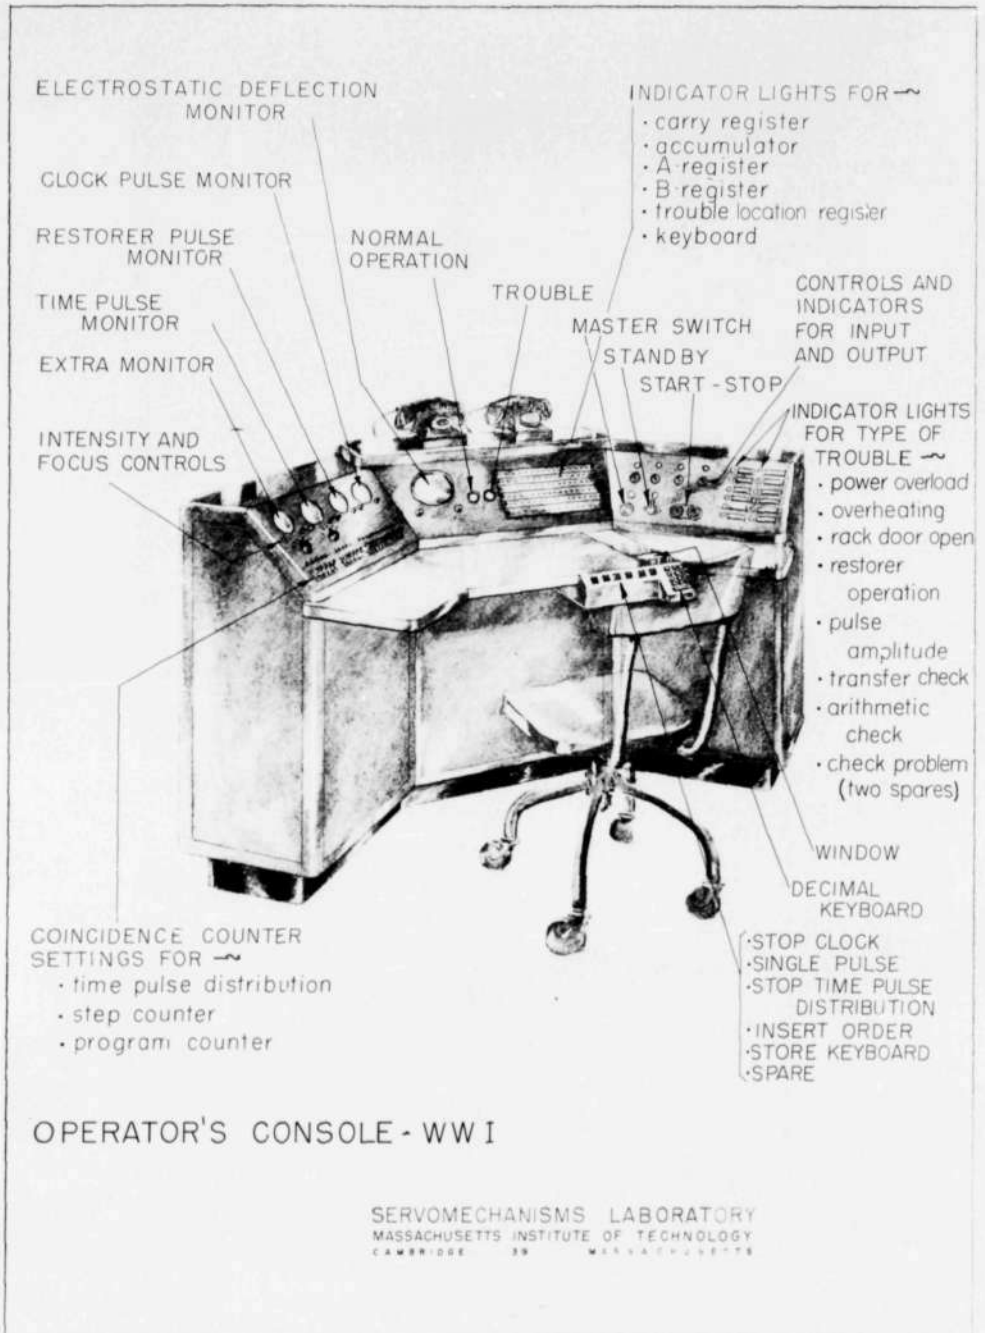 ELECTROSTATIC DEFLECTION
MONITOR
CLOCK PULSE MONITOR
RESTORER PULSE
MONITOR
TIME PULSE
MONITOR
EXTRA MONITOR
INTENSITY AND
FOCUS CONTROLS
NORMAL
OPERATION
TROUBLE
MASTER SWITCH
STANDBY
START-STOP
INDICATOR LIGHTS FOR ~
· carry register
· accumulator
· A-register
· B-register
· trouble location register
· keyboard
CONTROLS AND
INDICATORS
FOR INPUT
AND OUTPUT
INDICATOR LIGHTS
FOR TYPE OF
TROUBLE ~
· power overload
· overheating
· rack door open
· restorer
operation
· pulse
amplitude
· transfer check
· arithmetic
check
· check problem
(two spares)
WINDOW
DECIMAL
KEYBOARD
· STOP CLOCK
· SINGLE PULSE
· STOP TIME PULSE
DISTRIBUTION
· INSERT ORDER
· STORE KEYBOARD
· SPARE
COINCIDENCE COUNTER
SETTINGS FOR ~
· time pulse distribution
· step counter
· program counter
OPERATOR'S CONSOLE - WW I
SERVOMECHANISMS LABORATORY
MASSACHUSETTS INSTITUTE OF TECHNOLOGY
CAMBRIDGE 39 MASSACHUSETTS